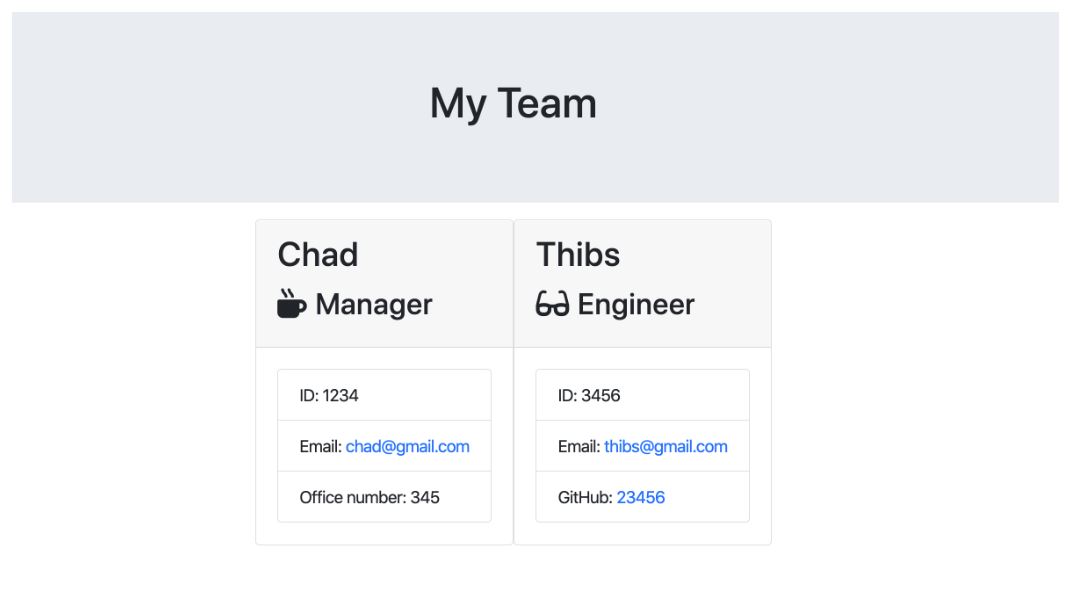 My Team
Chad
Manager
ID: 1234
Email: chad@gmail.com
Office number: 345
Thibs
Engineer
ID: 3456
Email: thibs@gmail.com
GitHub: 23456